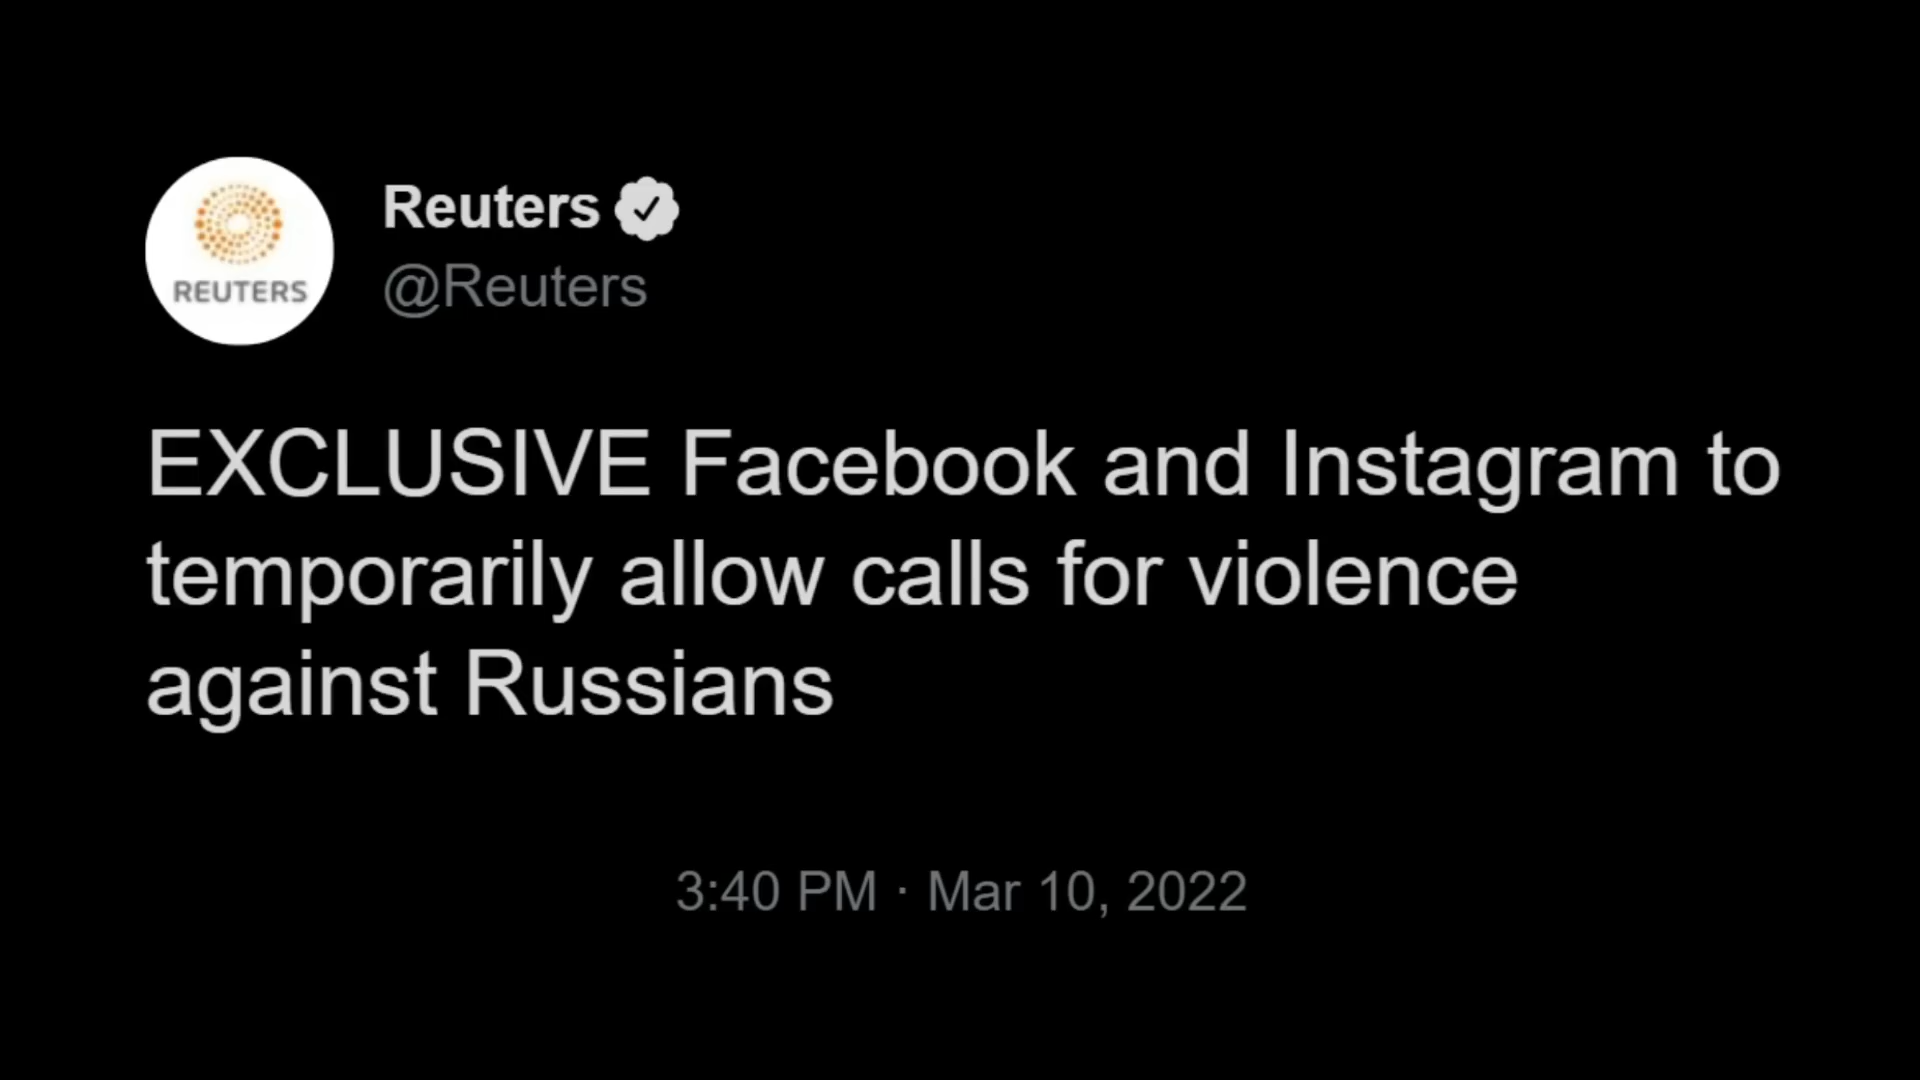 REUTERS
Reuters
@Reuters
EXCLUSIVE Facebook and Instagram to
temporarily allow calls for violence
against Russians
3:40 PM · Mar 10, 2022